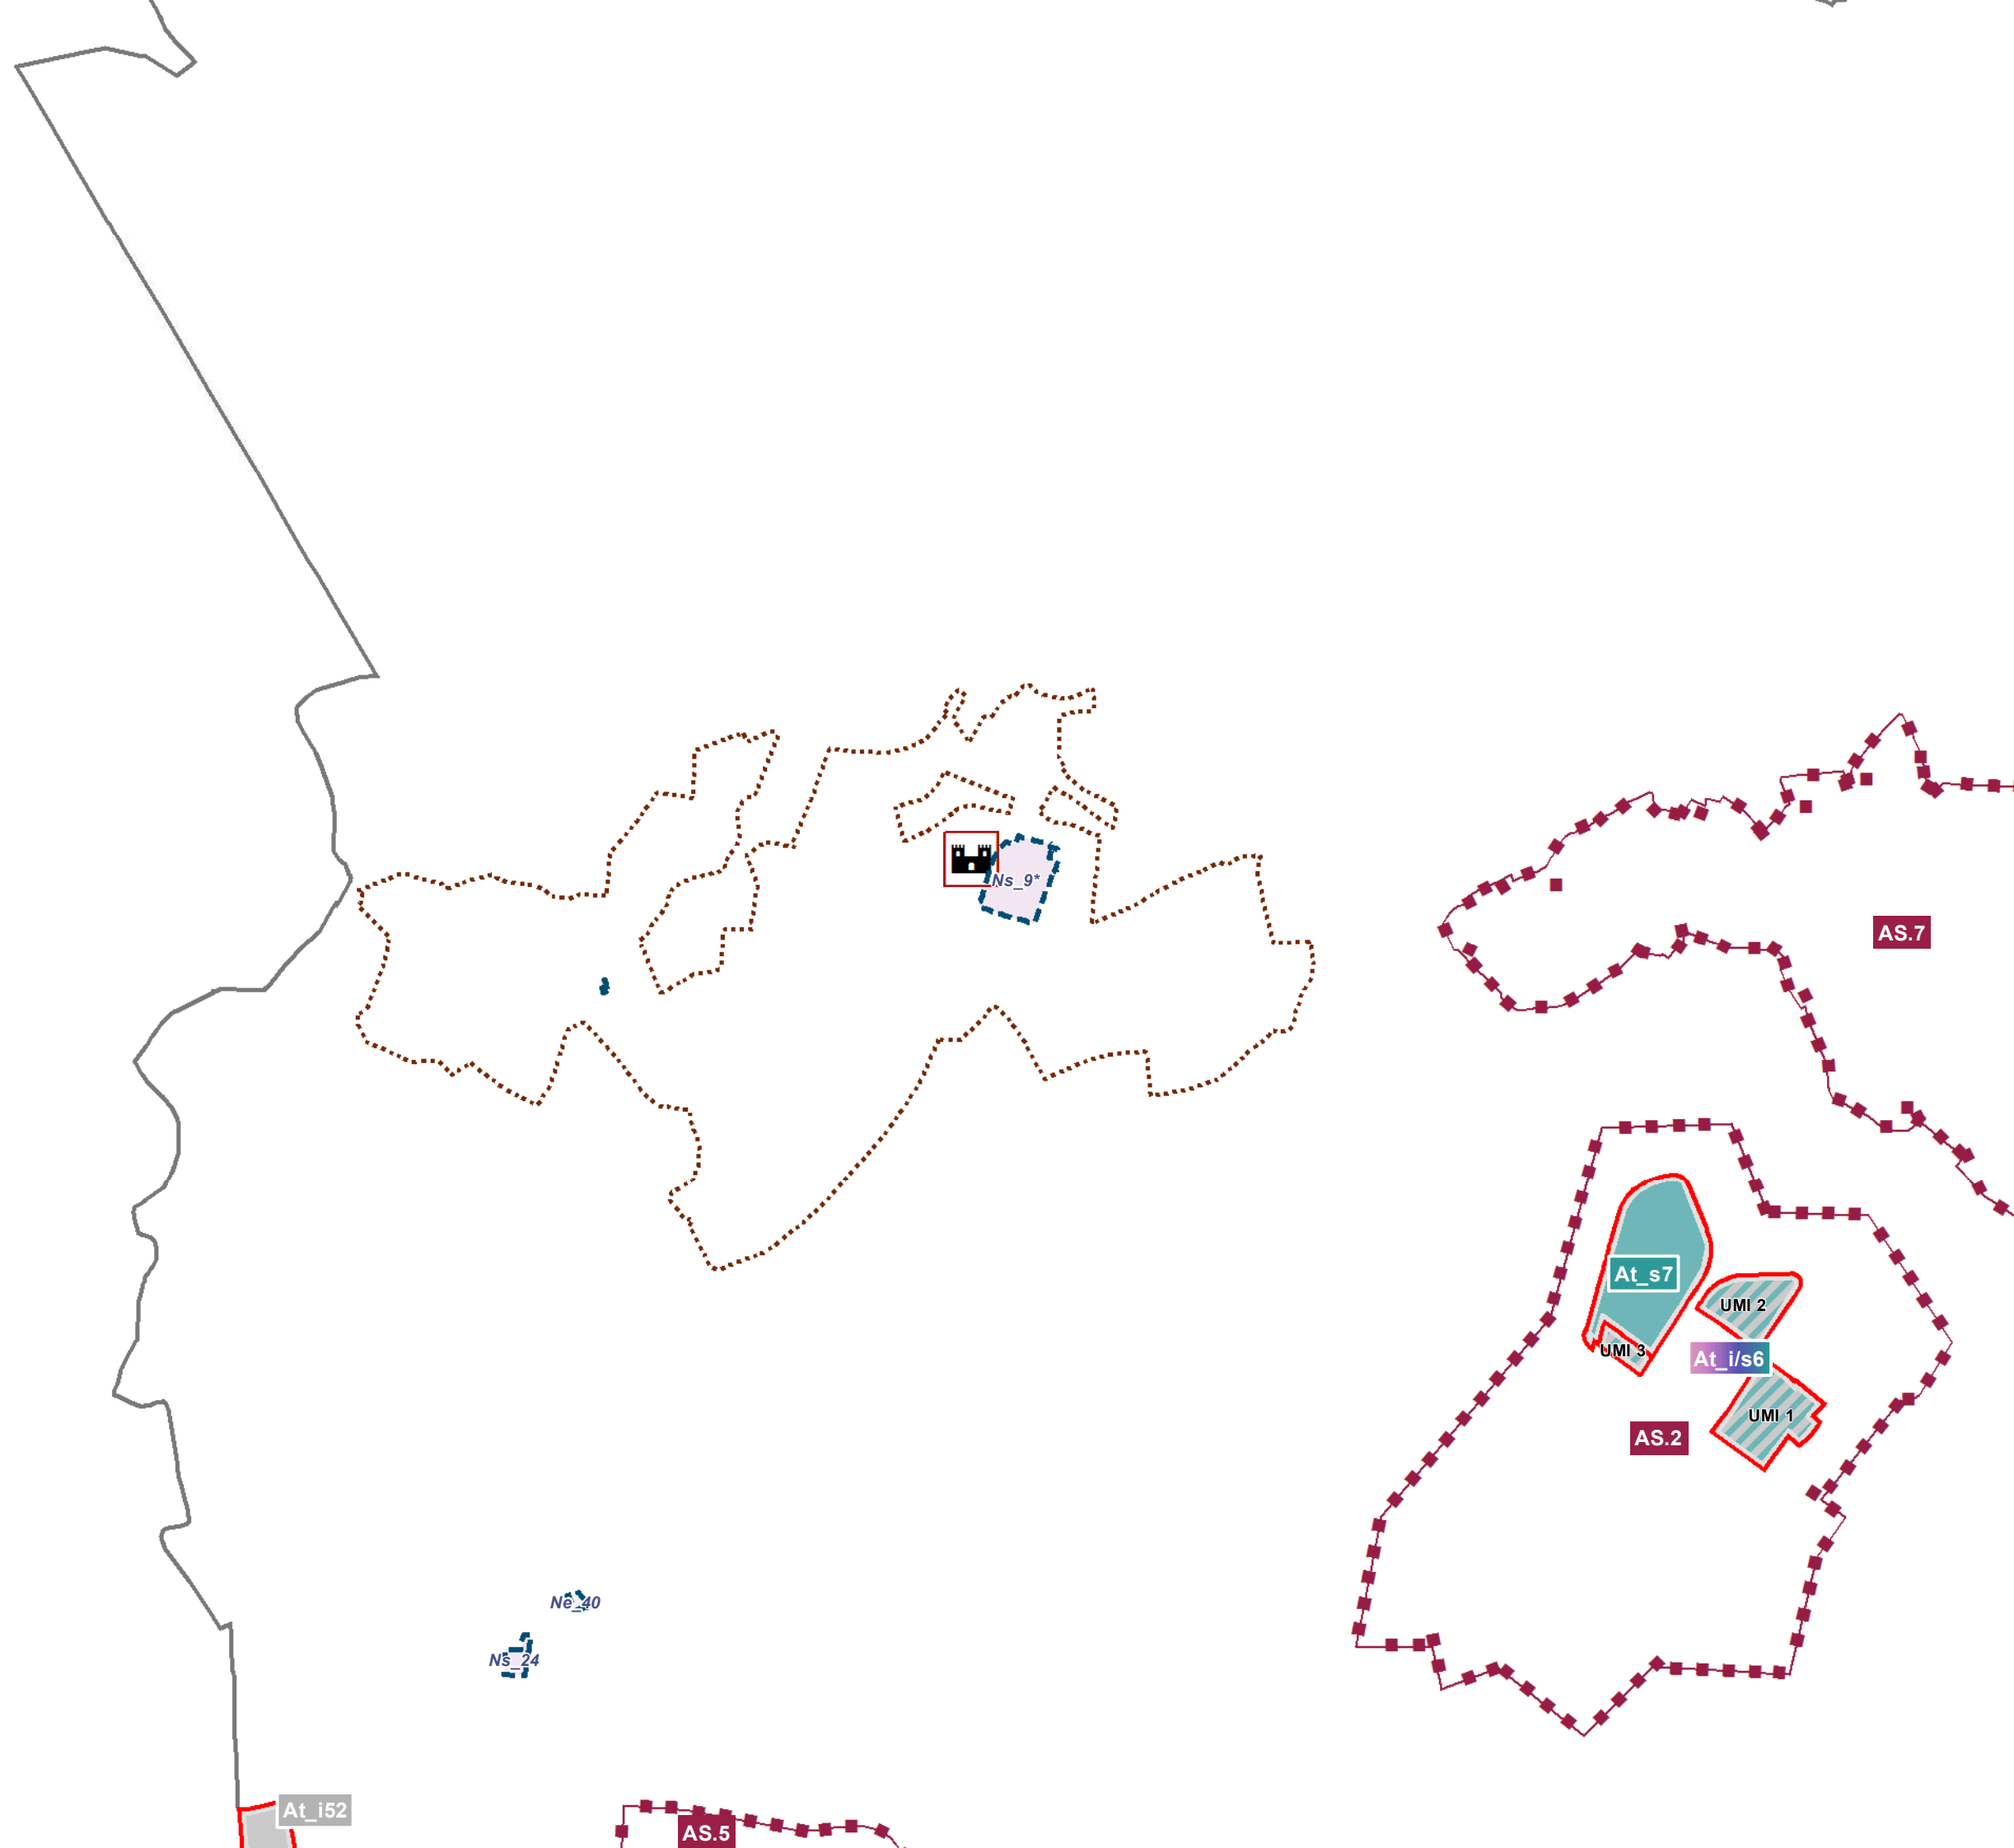 Ns_9*
AS.7
At_s7
UMI 2
UMI 3
At_i/s6
UMI 1
AS.2
Ne_40
Ns_24
At_i52
AS.5